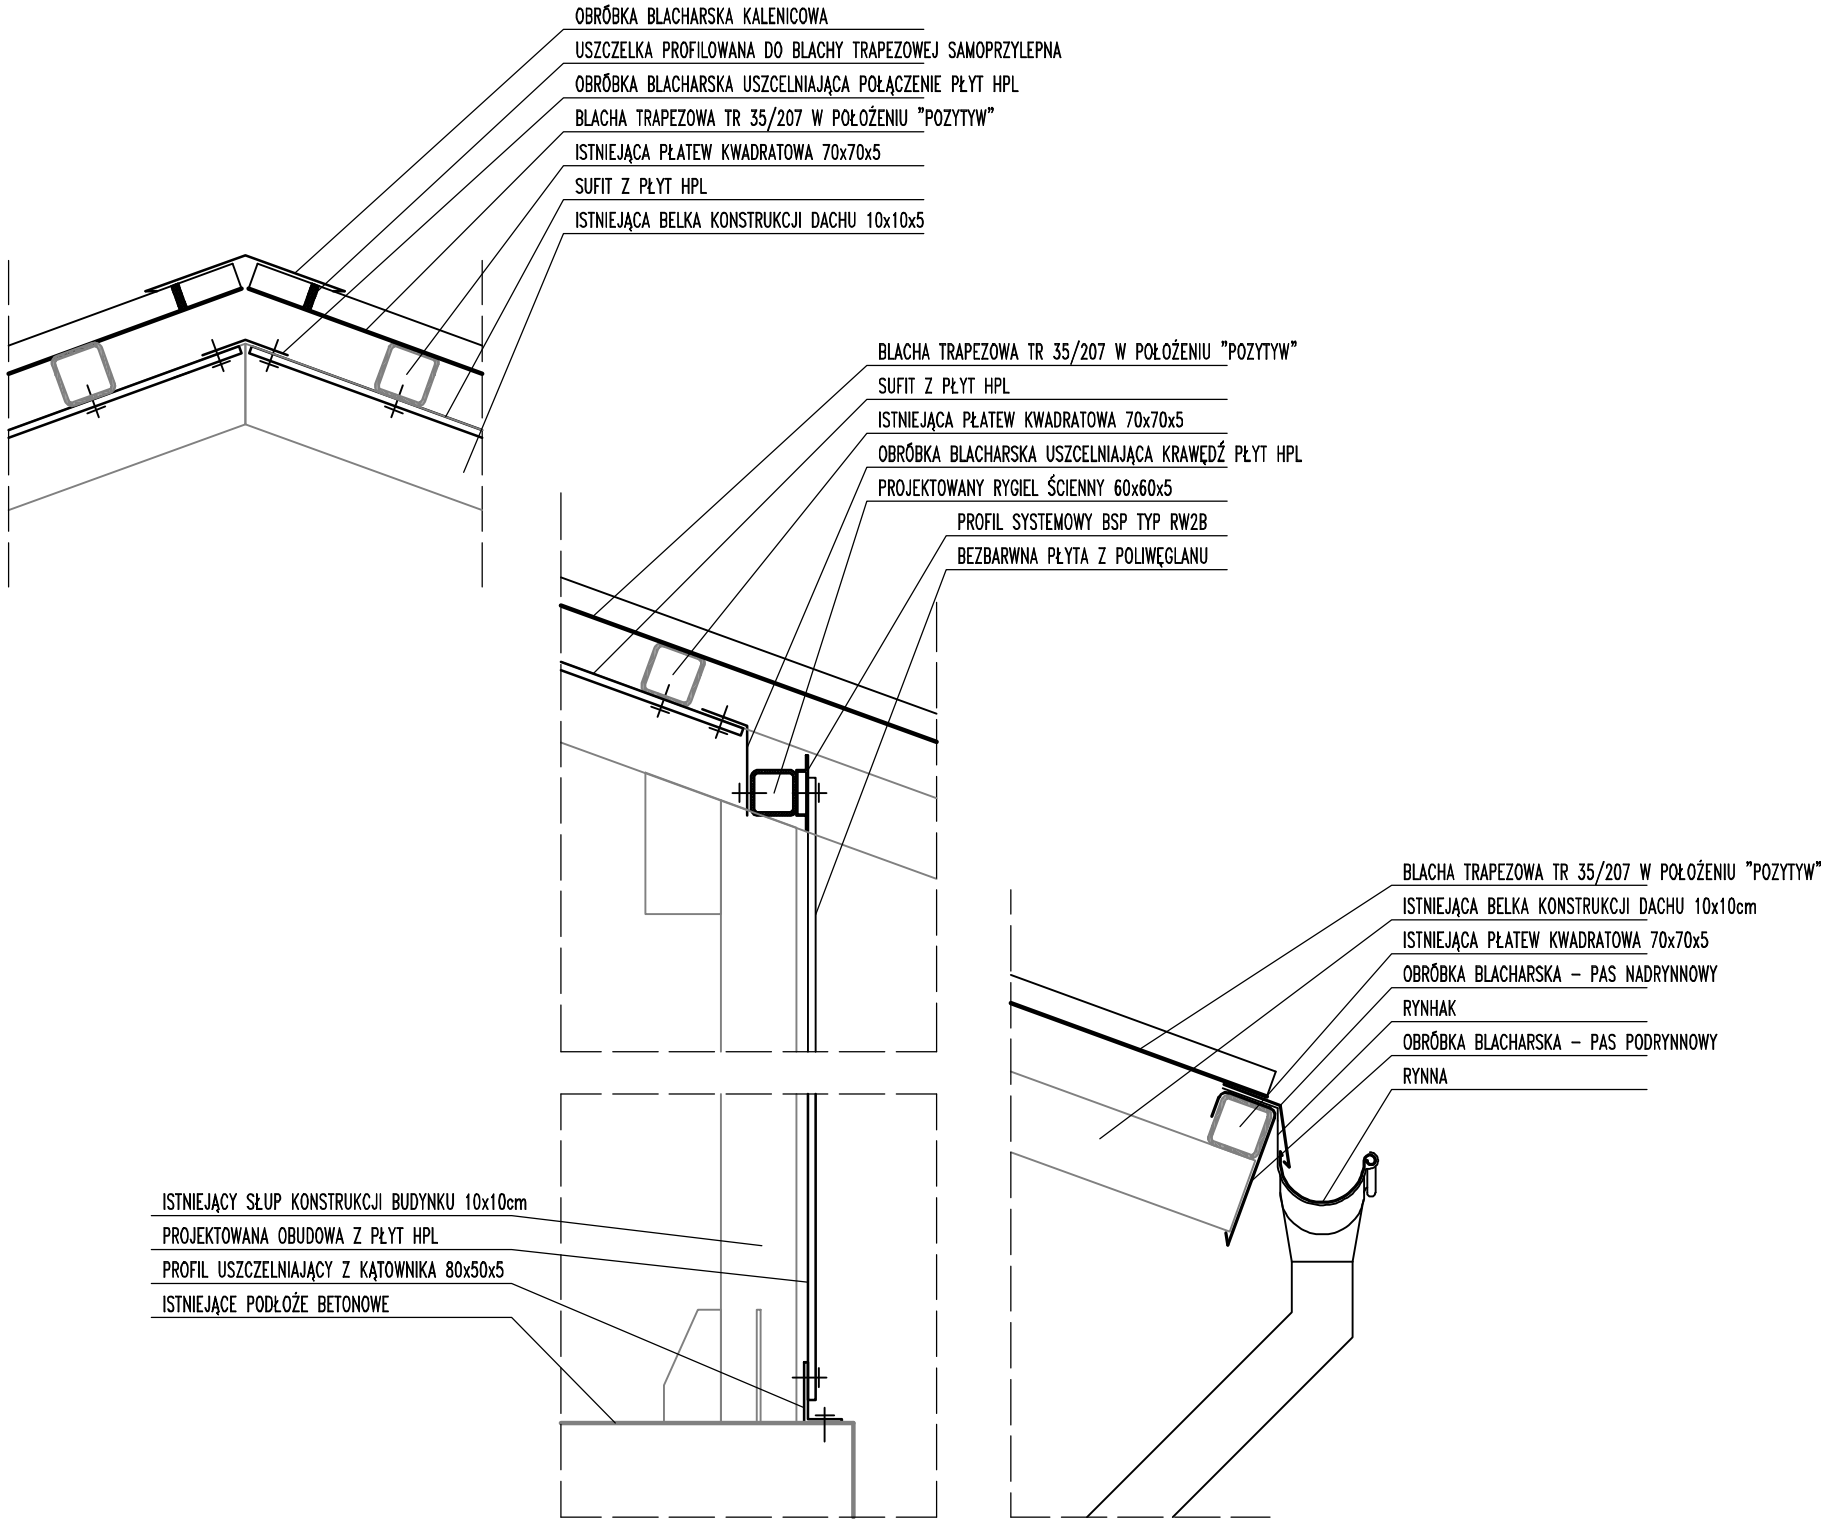 OBRÓBKA BLACHARSKA KALENICOWA
USZCZELKA PROFILOWANA DO BLACHY TRAPEZOWEJ SAMOPRZYLEPNA
OBRÓBKA BLACHARSKA USZCELNIAJĄCA POŁĄCZENIE PŁYT HPL
BLACHA TRAPEZOWA TR 35/207 W POŁOŻENIU "POZYTYW"
ISTNIEJĄCA PŁATEW KWADRATOWA 70x70x5
SUFIT Z PŁYT HPL
ISTNIEJĄCA BELKA KONSTRUKCJI DACHU 10x10x5
BLACHA TRAPEZOWA TR 35/207 W POŁOŻENIU "POZYTYW"
SUFIT Z PŁYT HPL
ISTNIEJĄCA PŁATEW KWADRATOWA 70x70x5
OBRÓBKA BLACHARSKA USZCELNIAJĄCA KRAWĘDŹ PŁYT HPL
PROJEKTOWANY RYGIEL ŚCIENNY 60x60x5
PROFIL SYSTEMOWY BSP TYP RW2B
BEZBARWNA PŁYTA Z POLIWĘGLANU
BLACHA TRAPEZOWA TR 35/207 W POŁOŻENIU "POZYTYW"
ISTNIEJĄCA BELKA KONSTRUKCJI DACHU 10x10cm
ISTNIEJĄCA PŁATEW KWADRATOWA 70x70x5
OBRÓBKA BLACHARSKA – PAS NADRYNNOWY
RYNHAK
OBRÓBKA BLACHARSKA – PAS PODRYNNOWY
RYNNA
ISTNIEJĄCY SŁUP KONSTRUKCJI BUDYNKU 10x10cm
PROJEKTOWANA OBUDOWA Z PŁYT HPL
PROFIL USZCZELNIAJĄCY Z KĄTOWNIKA 80x50x5
ISTNIEJĄCE PODŁOŻE BETONOWE